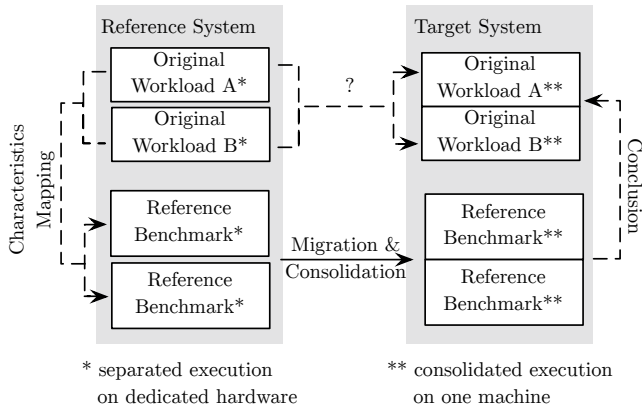 Reference System
Target System
Original
Workload A*
Original
Workload B*
?
Original
Workload A**
Original
Workload B**
Characteristics
Mapping
Conclusion
Reference
Benchmark*
Reference
Benchmark*
Migration &
Consolidation
Reference
Benchmark**
Reference
Benchmark**
* separated execution
on dedicated hardware
** consolidated execution
on one machine